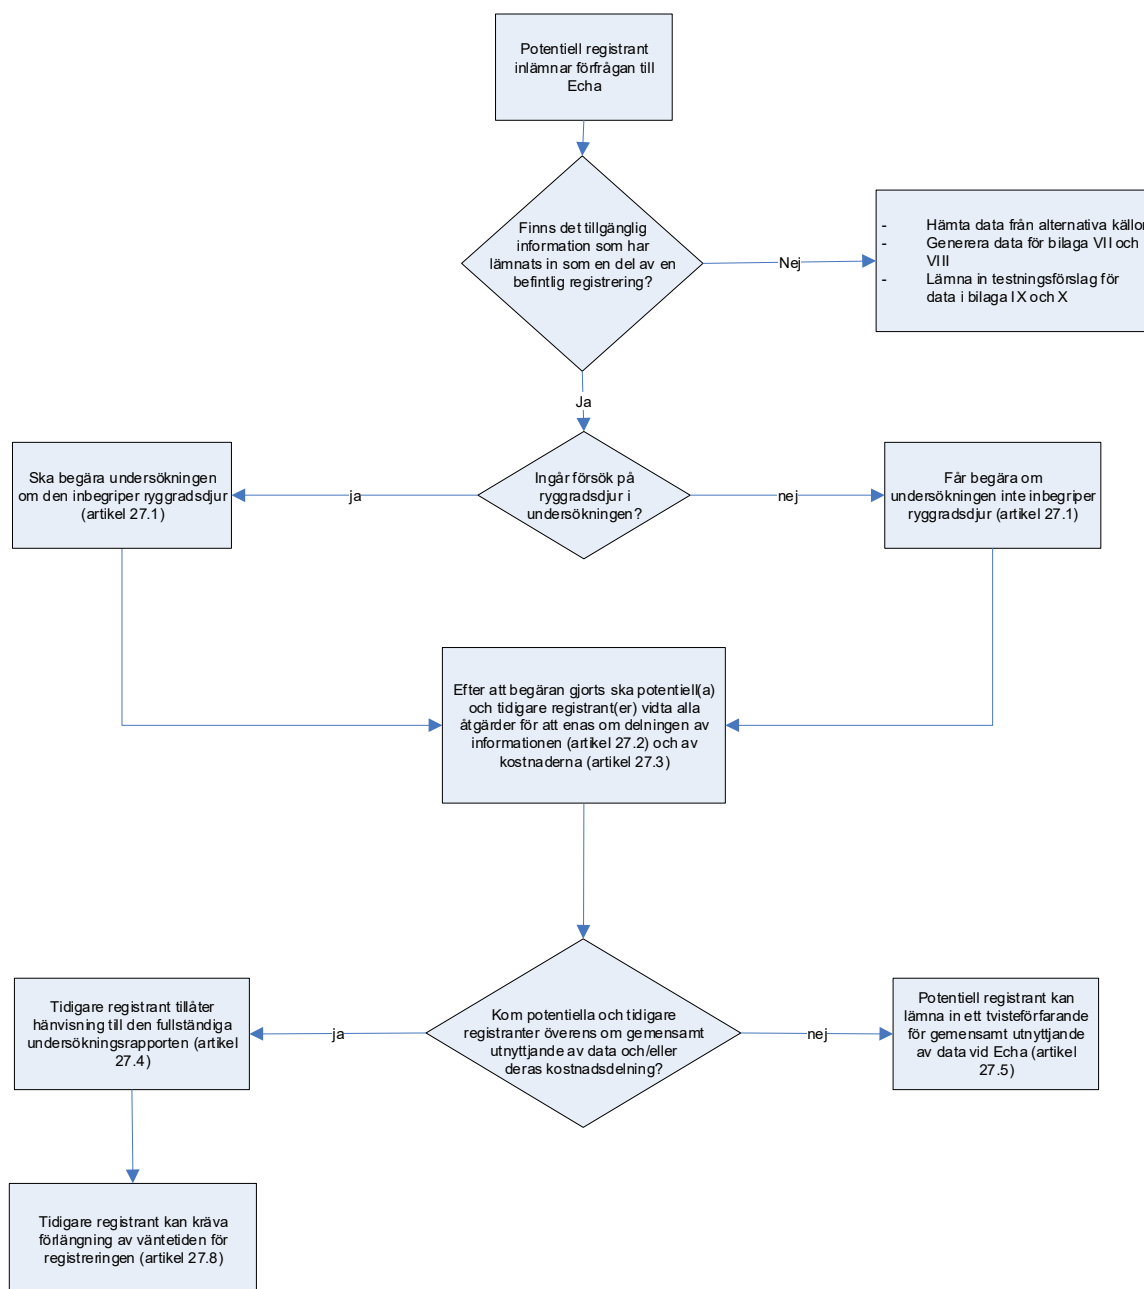 Potentiell registrant
inlämnar förfrågan till
Echa
Finns det tillgänglig
information som har
lämnats in som en del av en
befintlig registrering?
Nej
- Hämta data från alternativa källor
- Generera data för bilaga VII och
VIII
- Lämna in testningsförslag för
data i bilaga IX och X
Ja
Ska begära undersökningen
om den inbegriper ryggradsdjur
(artikel 27.1)
ja
Ingår försök på
ryggradsdjur i
undersökningen?
nej
Får begära om
undersökningen inte inbegriper
ryggradsdjur (artikel 27.1)
Efter att begäran gjorts ska potentiell(a)
och tidigare registrant(er) vidta alla
åtgärder för att enas om delningen av
informationen (artikel 27.2) och av
kostnaderna (artikel 27.3)
Tidigare registrant tillåter
hänvisning till den fullständiga
undersökningsrapporten (artikel
27.4)
ja
Kom potentiella och tidigare
registranter överens om gemensamt
utnyttjande av data och/eller
deras kostnadsdelning?
nej
Potentiell registrant kan
lämna in ett tvisteförfarande
för gemensamt utnyttjande
av data vid Echa (artikel
27.5)
Tidigare registrant kan kräva
förlängning av väntetiden för
registreringen (artikel 27.8)